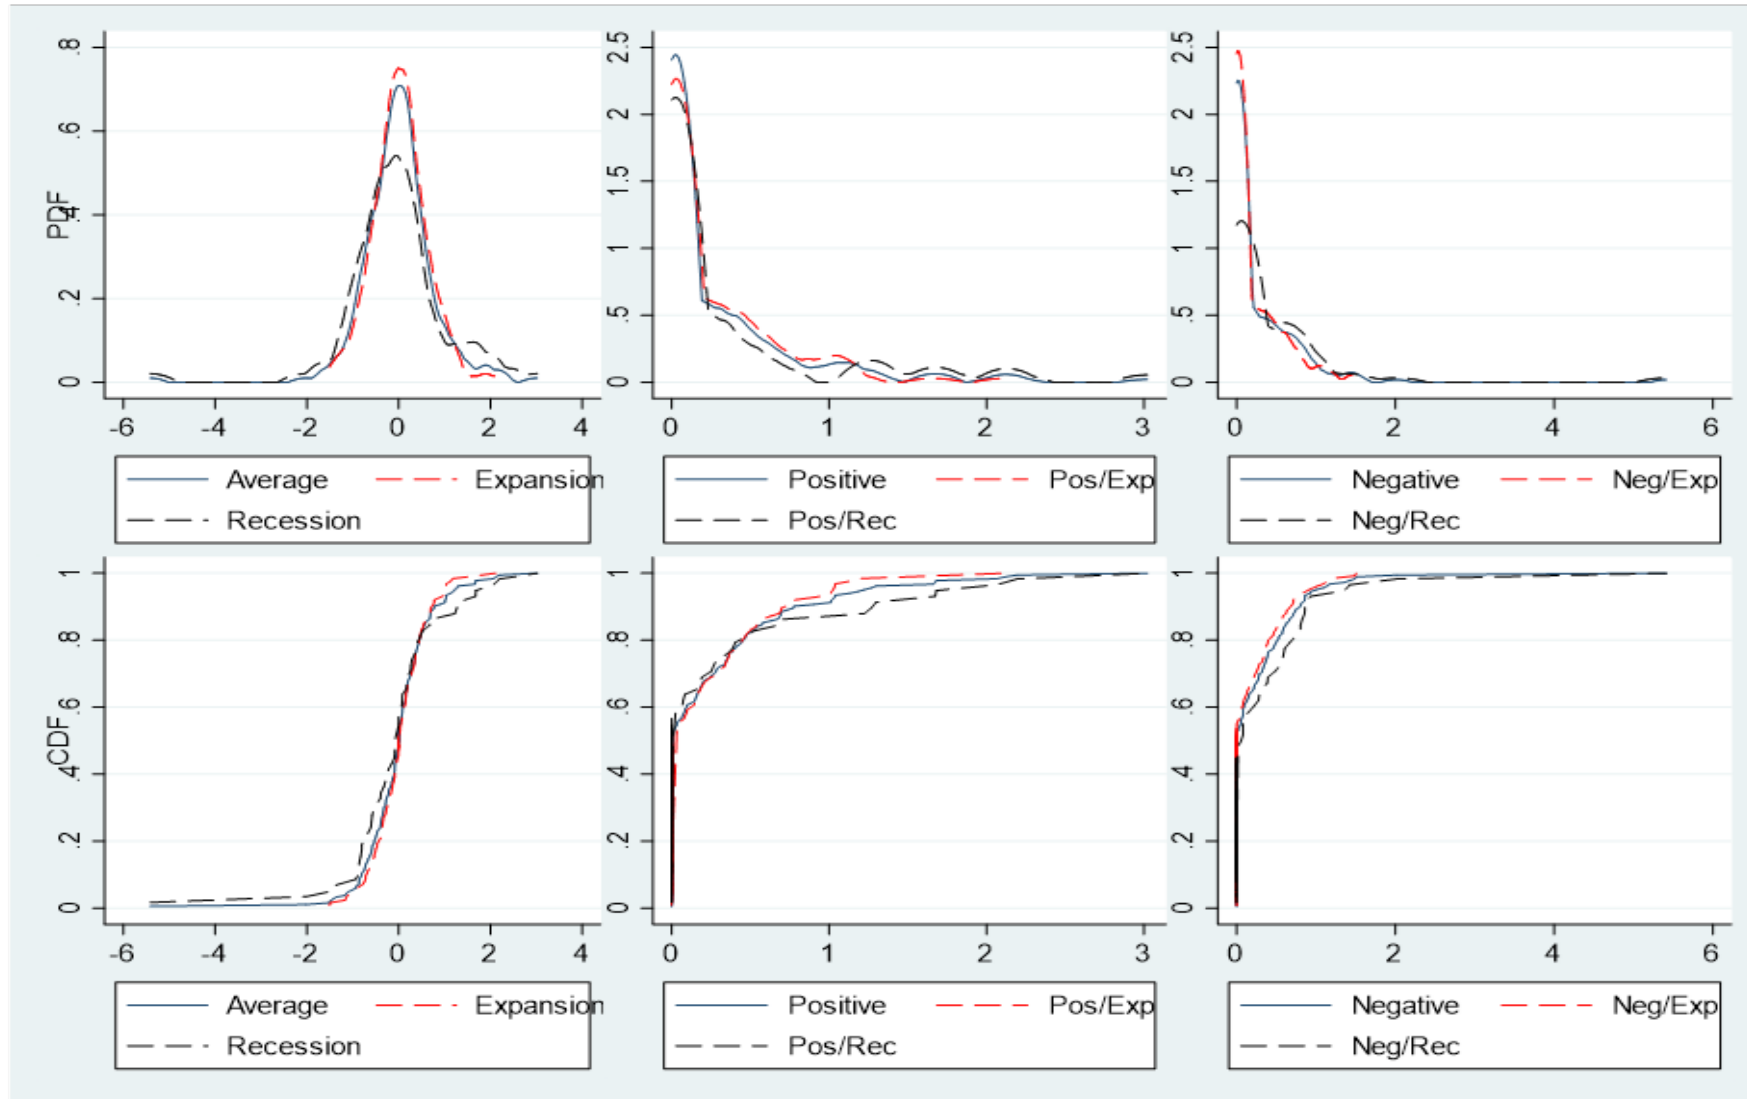 PDF
0 .2 .4 .6 .8
-6 -4 -2 0 2 4
Average Expansion
Recession
0 .5 1 1.5 2 2.5
0 1 2 3
Positive Pos/Exp
Pos/Rec
0 .5 1 1.5 2 2.5
0 2 4 6
Negative Neg/Exp
Neg/Rec
CDF
0 .2 .4 .6 .8 1
-6 -4 -2 0 2 4
Average Expansion
Recession
0 .2 .4 .6 .8 1
0 1 2 3
Positive Pos/Exp
Pos/Rec
0 .2 .4 .6 .8 1
0 2 4 6
Negative Neg/Exp
Neg/Rec